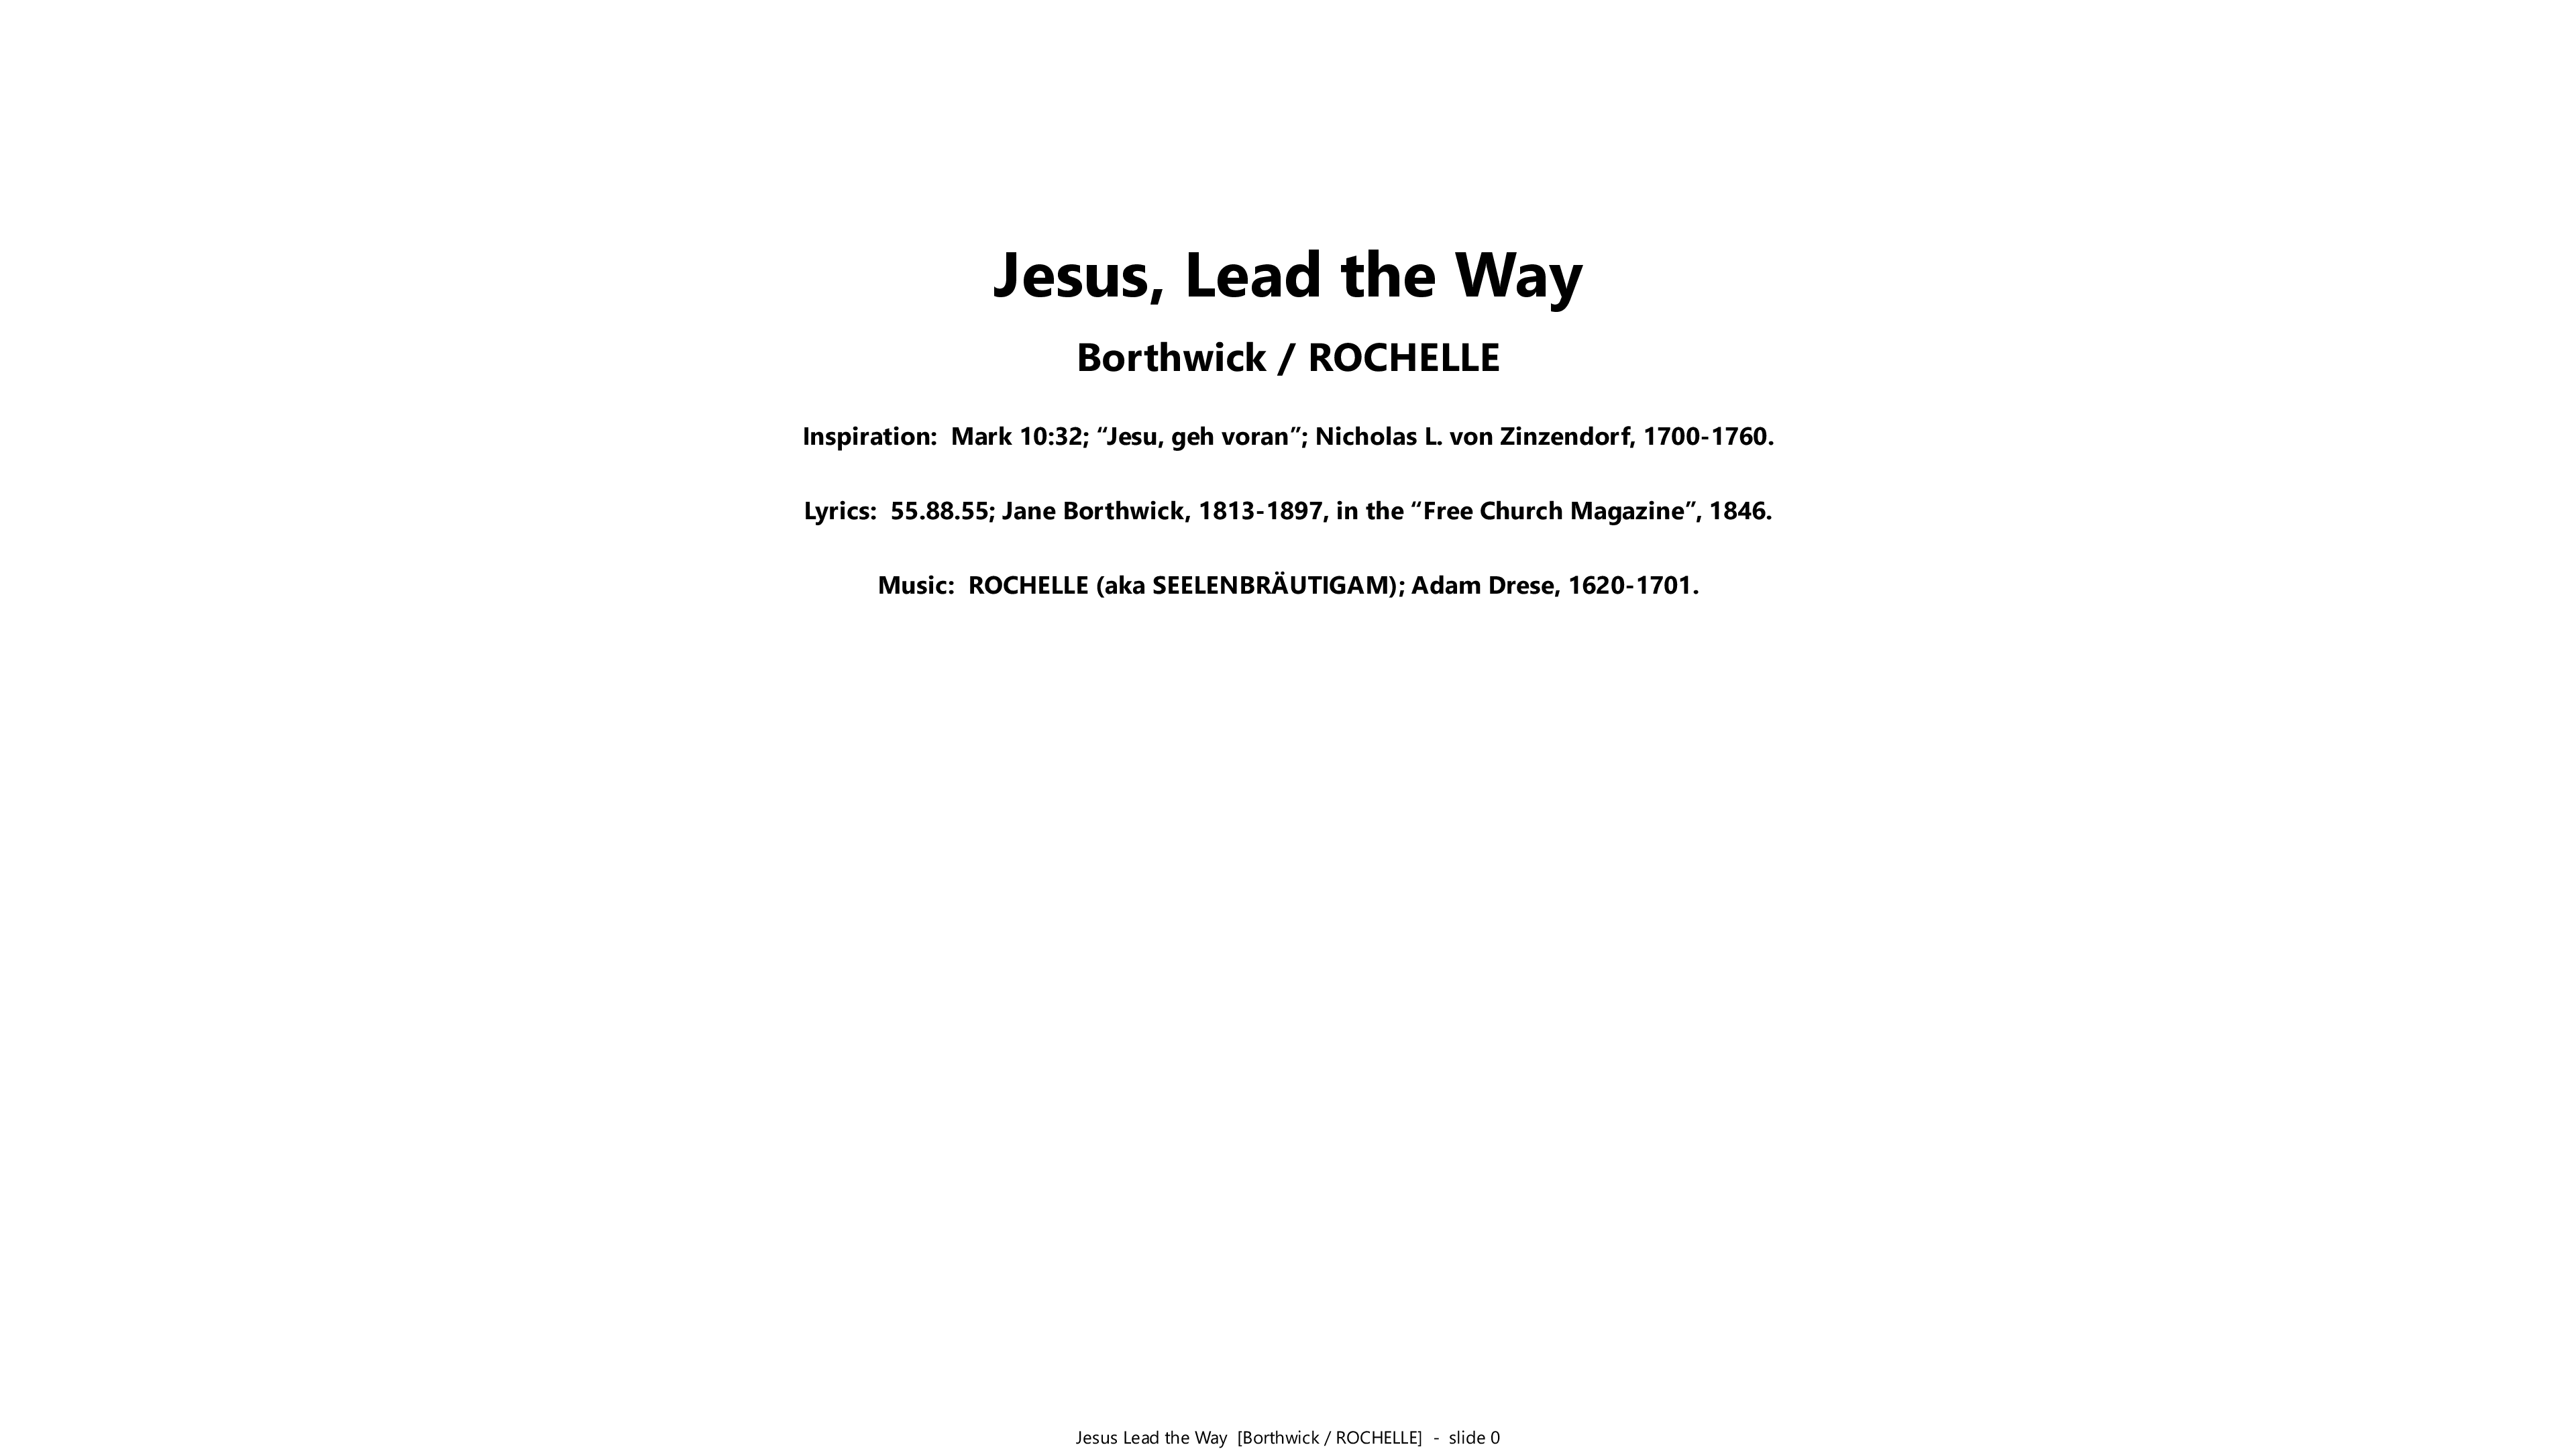 Jesus, Lead the Way
Borthwick / ROCHELLE
Inspiration:  Mark 10:32; “Jesu, geh voran”; Nicholas L. von Zinzendorf, 1700-1760.
Lyrics:  55.88.55; Jane Borthwick, 1813-1897, in the “Free Church Magazine”, 1846.
Music:  ROCHELLE (aka SEELENBRÄUTIGAM); Adam Drese, 1620-1701.
Jesus Lead the Way  [Borthwick / ROCHELLE]  -  slide 0